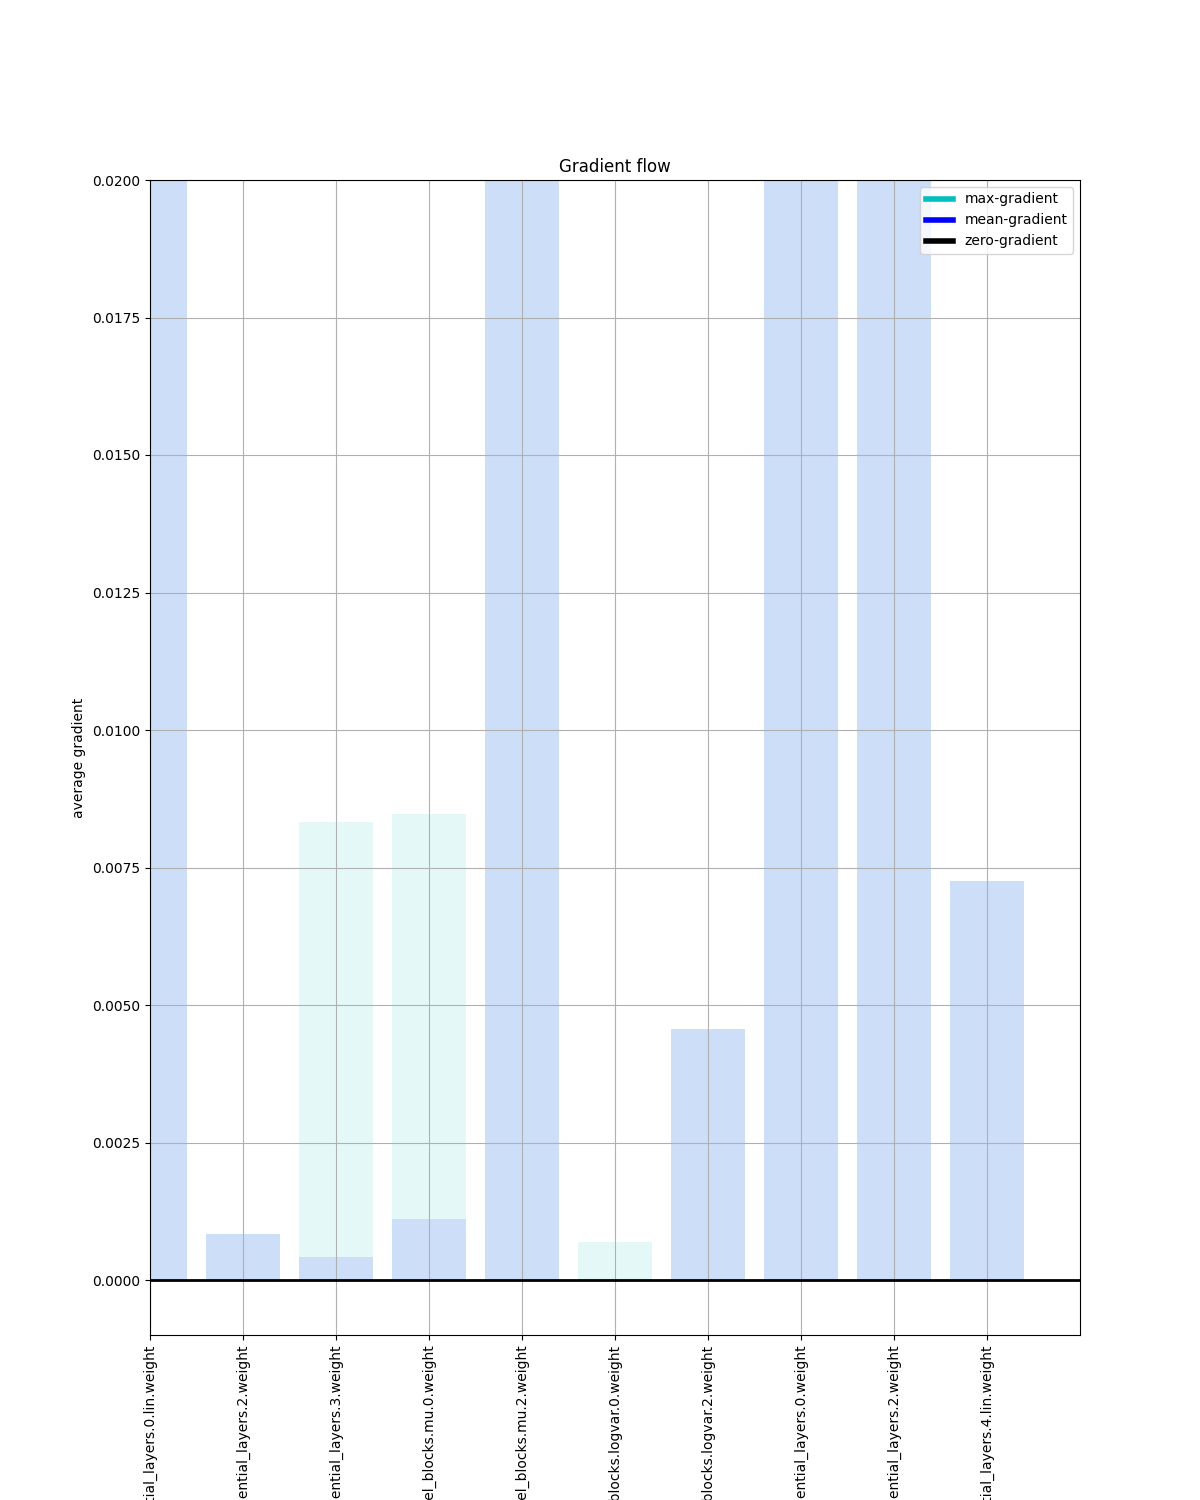 Gradient flow
max-gradient
mean-gradient
zero-gradient
0.0200
0.0175
0.0150
0.0125
0.0100
0.0075
0.0050
0.0025
0.0000
average gradient
tial_layers.0.lin.weight
ential_layers.2.weight
ential_layers.3.weight
el_blocks.mu.0.weight
el_blocks.mu.2.weight
blocks.logvar.0.weight
blocks.logvar.2.weight
ential_layers.0.weight
ential_layers.2.weight
tial_layers.4.lin.weight